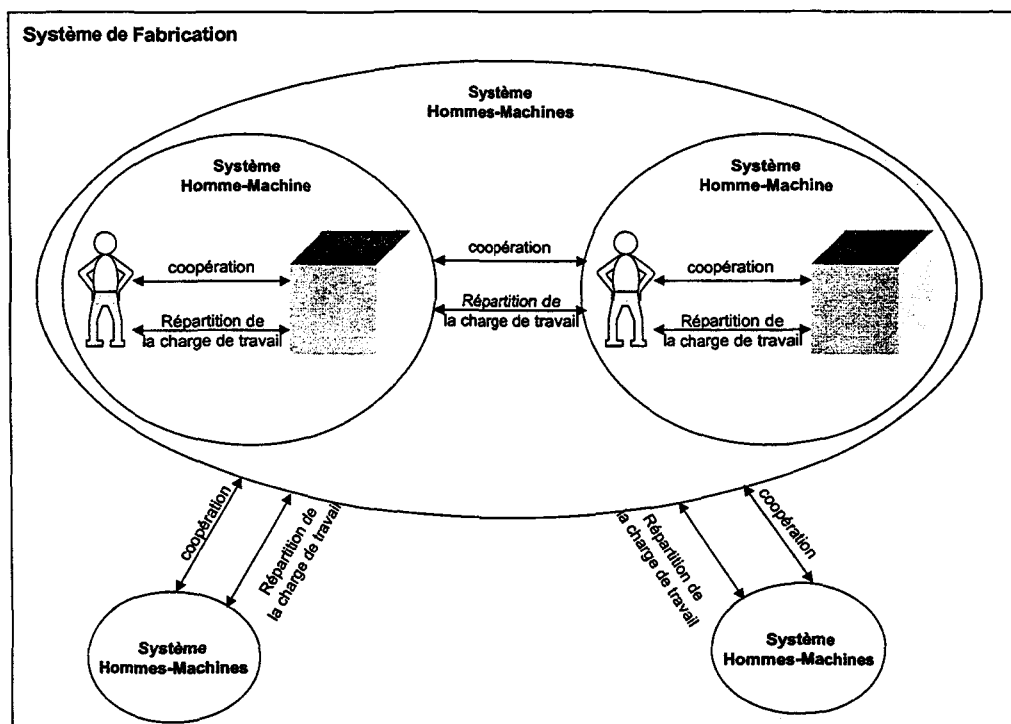 Système de Fabrication
Système
Hommes-Machines
Système
Homme-Machine
Système
Homme-Machine
coopération
Répartition de
la charge de travail
coopération
Répartition de
la charge de travail
coopération
Répartition de
la charge de travail
coopération
Répartition de
la charge de travail
Répartition de
la charge de travail
coopération
Système
Hommes-Machines
Système
Hommes-Machines